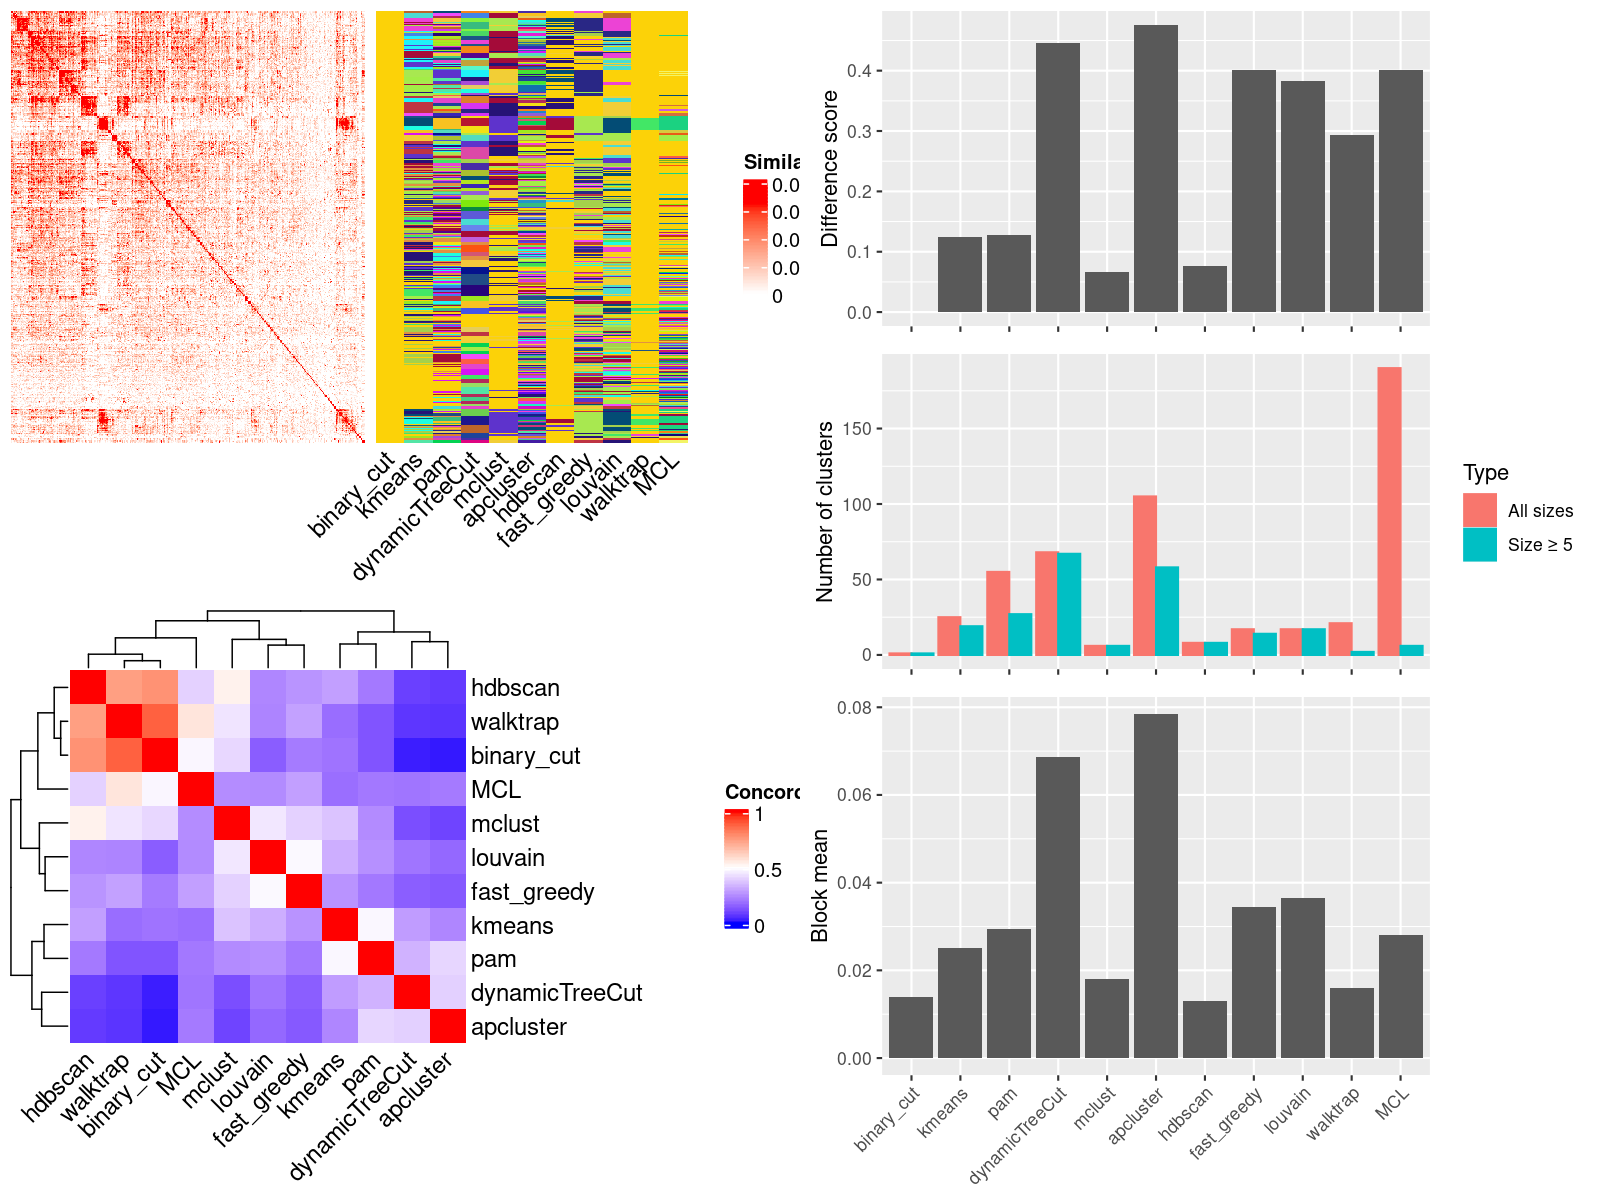 Simila
0.0
0.0
0.0
0.0
0
binary_cut
kmeans
pam
dynamicTreeCut
mclust
apcluster
hdbscan
fast_greedy
louvain
walktrap
MCL
hdbscan
walktrap
binary_cut
MCL
mclust
louvain
fast_greedy
kmeans
pam
dynamicTreeCut
apcluster
hdbscan
walktrap
binary_cut
MCL
mclust
louvain
fast_greedy
kmeans
pam
dynamicTreeCut
apcluster
Concord
1
0.5
0
Difference score
0.4
0.3
0.2
0.1
0.0
Number of clusters
150
100
50
0
Type
All sizes
Size ≥ 5
Block mean
0.08
0.06
0.04
0.02
0.00
binary_cut
kmeans
pam
dynamicTreeCut
mclust
apcluster
hdbscan
fast_greedy
louvain
walktrap
MCL